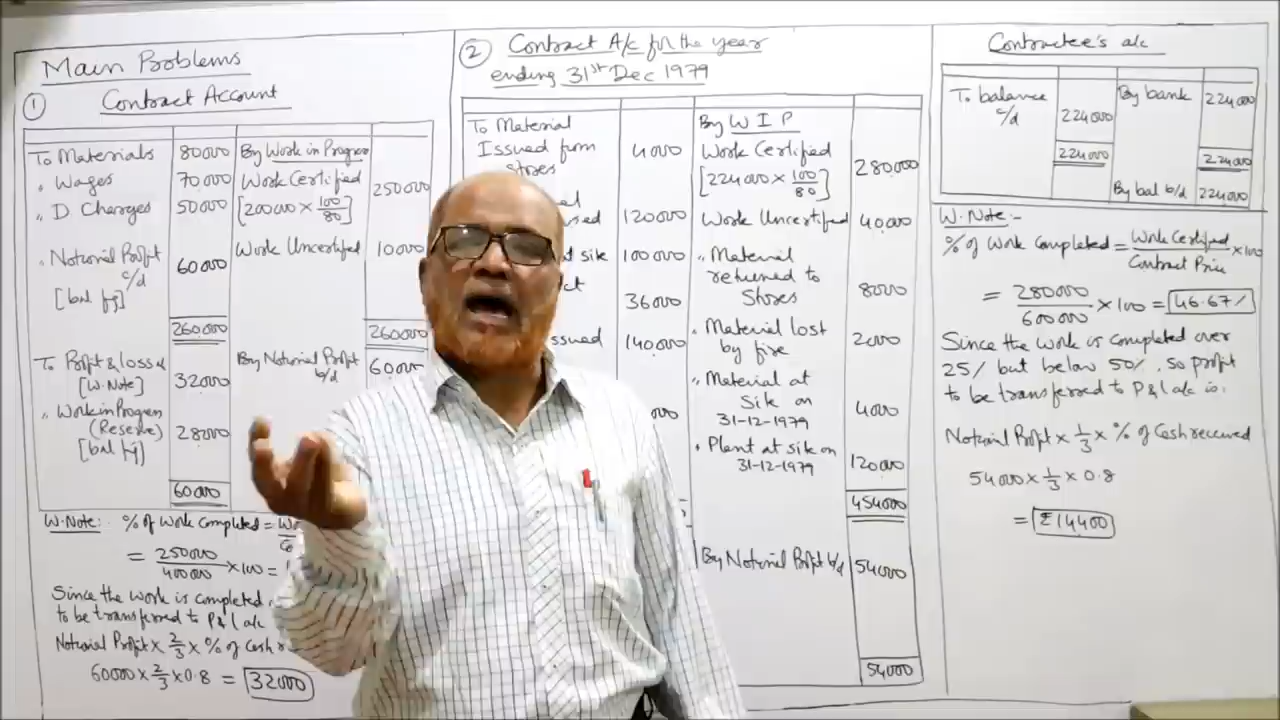 Main Problems
1
Contract Account
To Materials 80000 By Work in Progress
" Wages 70000 Work Certified 250000
" D. Charges 50000 [200000 × 100/80]
" Notional Profit c/d 60000 Work Uncertified 10000
[bal fig]
260000 260000
To Profit & loss a/c 32000 By Notional Profit b/d 60000
[W. Note]
" Work in Progress
(Reserve) 28000
[bal fig]
60000
W. Note:- % of Work Completed =
= 250000/400000 × 100 =
Since the Work is Completed
to be transferred to P & L a/c
Notional Profit × 2/3 × % of Cash
60000 × 2/3 × 0.8 = 32000
2
Contract A/c for the year
ending 31st Dec 1979
To Material By W I P
Issued from 4000 Work Certified 280000
Stores [224000 × 100/80]
120000 Work Uncertified 40000
100000 " Material
returned to
36000 Stores 8000
140000 " Material lost
by fire 2000
" Material at
Site on
31-12-1979 4000
" Plant at site on
31-12-1979 120000
454000
By Notional Profit b/d 54000
54000
Contractee's a/c
To balance c/d 224000 By bank 224000
224000 224000
By bal b/d 224000
W. Note:-
% of Work Completed = Work Certified/Contract Price × 100
= 280000/600000 × 100 = 46.67%
Since the Work is Completed over
25% but below 50%, so profit
to be transferred to P & L a/c is:
Notional Profit × 1/3 × % of Cash received
54000 × 1/3 × 0.8
= ₹14400